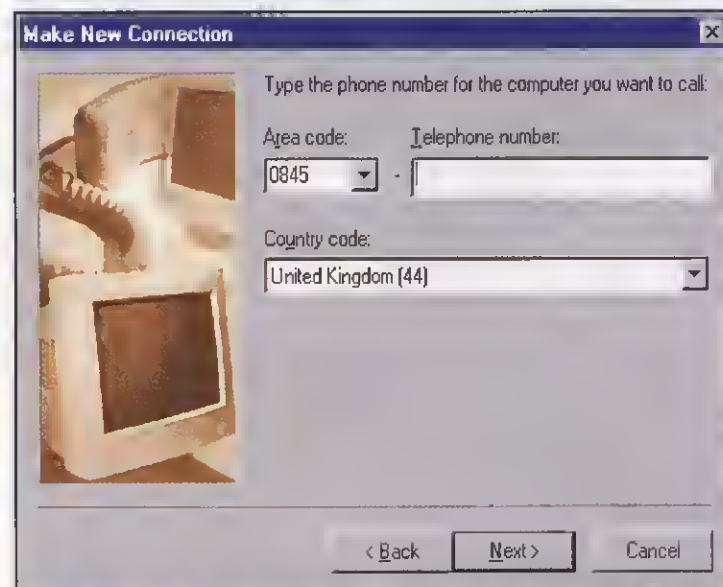 Make New Connection
Type the phone number for the computer you want to call:
Area code:
Telephone number:
0845
-
Country code:
United Kingdom (44)
< Back
Next >
Cancel